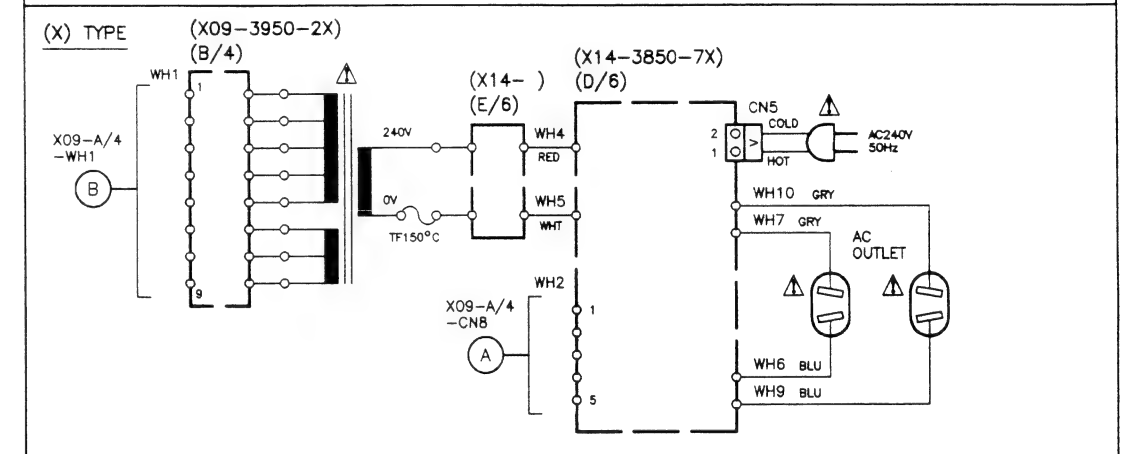 (X) TYPE
(X09-3950-2X)
(B/4)
WH1
1
9
X09-A/4
-WH1
B
240V
0V
TF150°C
(X14- )
(E/6)
WH4
RED
WH5
WHT
(X14-3850-7X)
(D/6)
WH2
1
5
X09-A/4
-CN8
A
CN5
2
1
V
COLD
HOT
AC240V
50Hz
WH10 GRY
WH7 GRY
AC
OUTLET
WH6 BLU
WH9 BLU